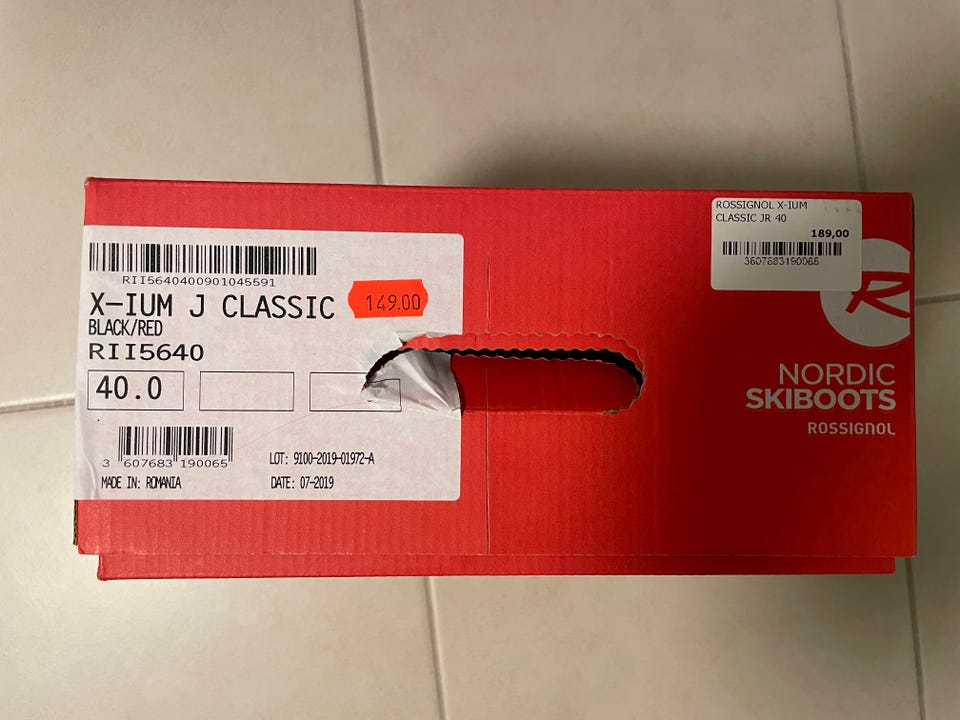 RII5640400901045591
X-IUM J CLASSIC
149.00
BLACK/RED
RII5640
40.0
3 607683 190065
LOT: 9100-2019-01972-A
MADE IN: ROMANIA
DATE: 07-2019
ROSSIGNOL X-IUM
CLASSIC JR 40
189,00
3607683190065
R
NORDIC
SKIBOOTS
ROSSIGNOL